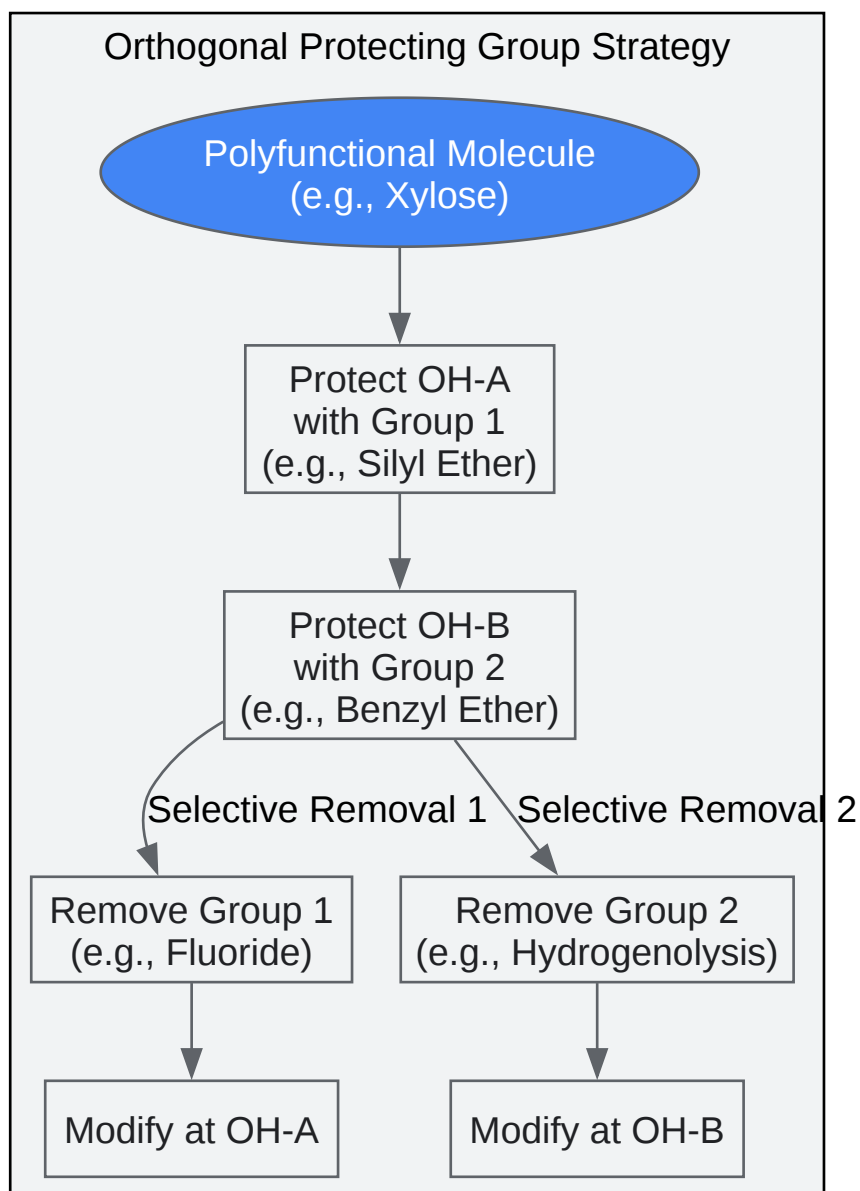 Orthogonal Protecting Group Strategy
Polyfunctional Molecule
(e.g., Xylose)
Protect OH-A
with Group 1
(e.g., Silyl Ether)
Protect OH-B
with Group 2
(e.g., Benzyl Ether)
Selective Removal 1
Selective Removal 2
Remove Group 1
(e.g., Fluoride)
Remove Group 2
(e.g., Hydrogenolysis)
Modify at OH-A
Modify at OH-B